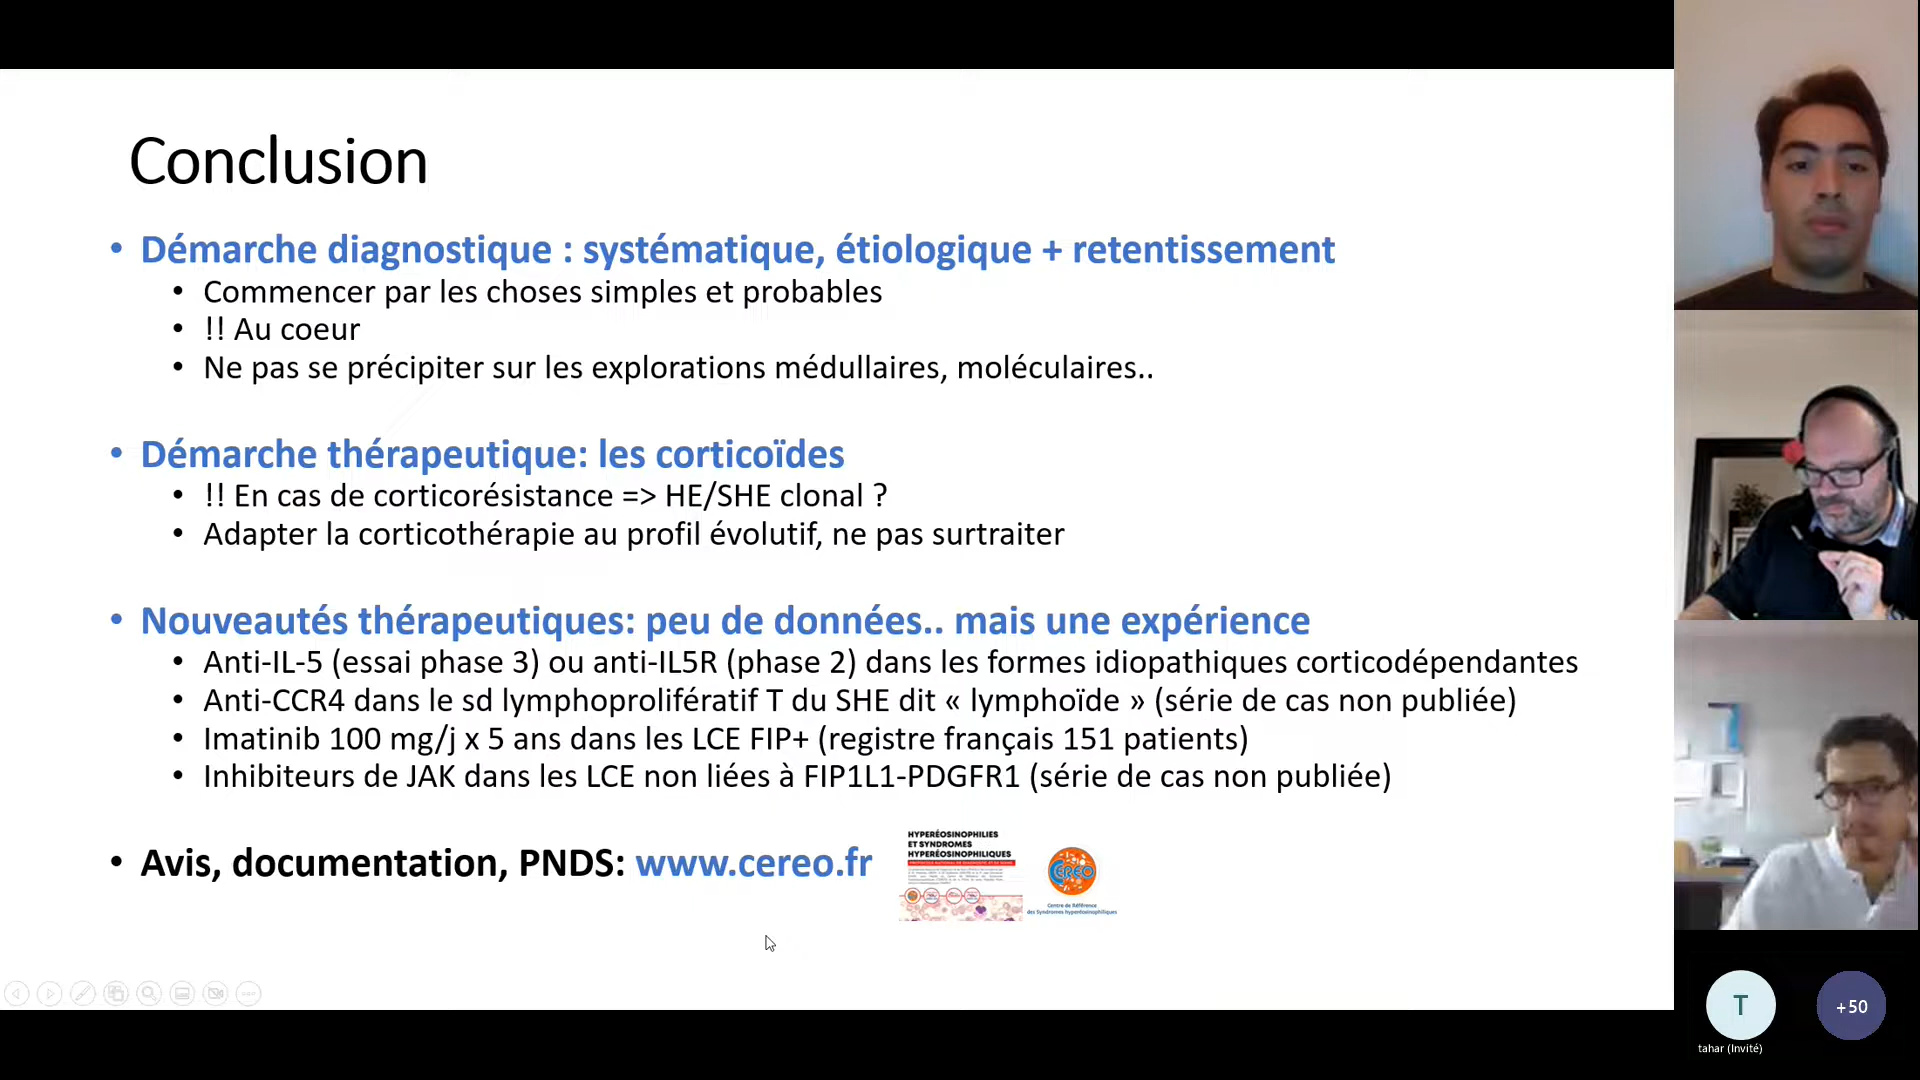 Conclusion
• Démarche diagnostique : systématique, étiologique + retentissement
• Commencer par les choses simples et probables
• !! Au coeur
• Ne pas se précipiter sur les explorations médullaires, moléculaires..
• Démarche thérapeutique: les corticoïdes
• !! En cas de corticorésistance => HE/SHE clonal ?
• Adapter la corticothérapie au profil évolutif, ne pas surtraiter
• Nouveautés thérapeutiques: peu de données.. mais une expérience
• Anti-IL-5 (essai phase 3) ou anti-IL5R (phase 2) dans les formes idiopathiques corticodépendantes
• Anti-CCR4 dans le sd lymphoprolifératif T du SHE dit « lymphoïde » (série de cas non publiée)
• Imatinib 100 mg/j x 5 ans dans les LCE FIP+ (registre français 151 patients)
• Inhibiteurs de JAK dans les LCE non liées à FIP1L1-PDGFR1 (série de cas non publiée)
• Avis, documentation, PNDS: www.cereo.fr
HYPERÉOSINOPHILIES
ET SYNDROMES
HYPERÉOSINOPHILIQUES
CEREO
Centre de Référence
des Syndromes hyperéosinophiliques
T
+50
tahar (Invité)